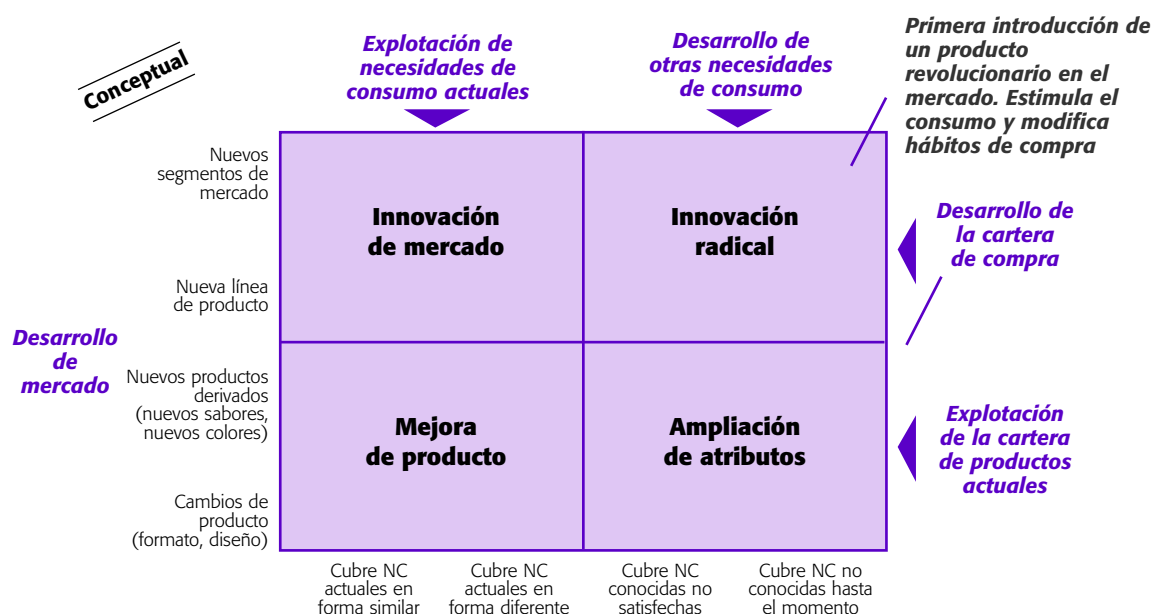 Conceptual
Explotación de
necesidades de
consumo actuales
Desarrollo de
otras necesidades
de consumo
Primera introducción de
un producto
revolucionario en el
mercado. Estimula el
consumo y modifica
hábitos de compra
Nuevos
segmentos de
mercado
Innovación
de mercado
Innovación
radical
Desarrollo de
la cartera
de compra
Nueva línea
de producto
Desarrollo
de
mercado
Nuevos productos
derivados
(nuevos sabores,
nuevos colores)
Mejora
de producto
Ampliación
de atributos
Explotación
de la cartera
de productos
actuales
Cambios de
producto
(formato, diseño)
Cubre NC
actuales en
forma similar
Cubre NC
actuales en
forma diferente
Cubre NC
conocidas no
satisfechas
Cubre NC no
conocidas hasta
el momento